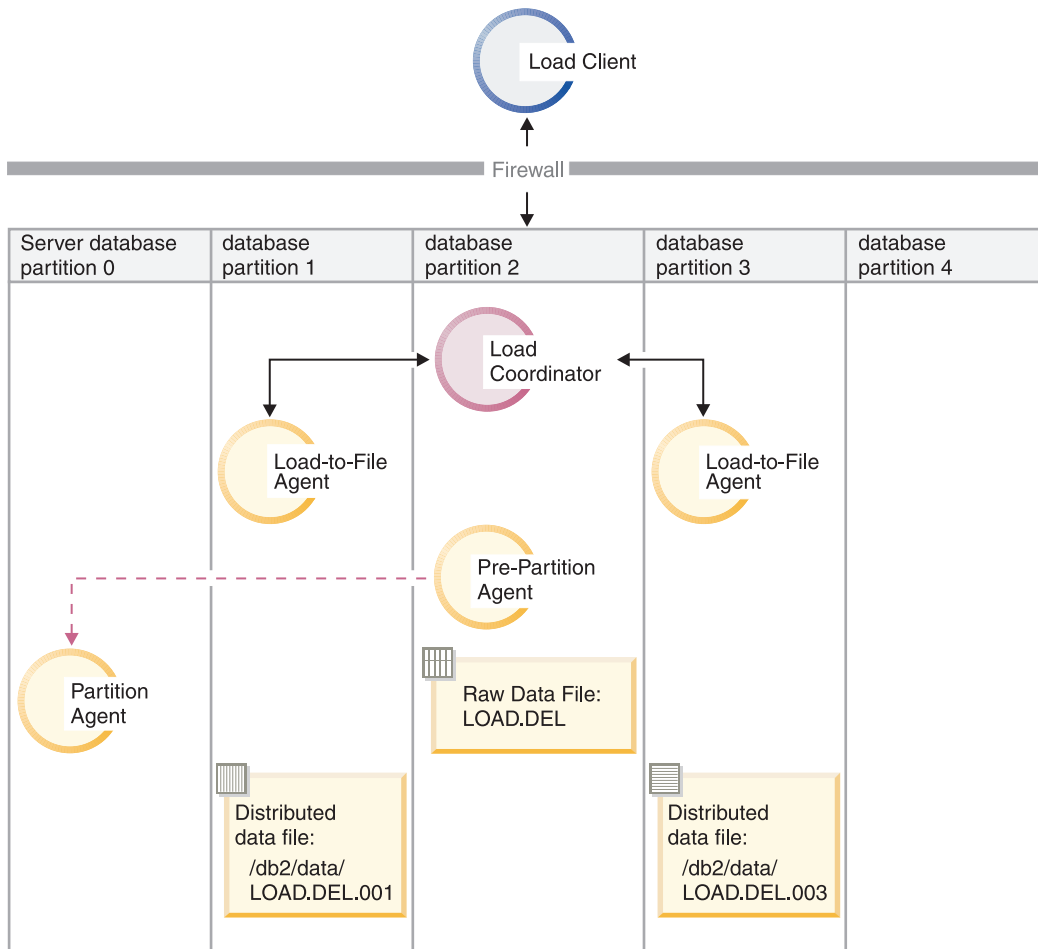 Load Client
Firewall
Server database
partition 0
database
partition 1
database
partition 2
database
partition 3
database
partition 4
Load
Coordinator
Load-to-File
Agent
Load-to-File
Agent
Pre-Partition
Agent
Partition
Agent
Raw Data File:
LOAD.DEL
Distributed
data file:
/db2/data/
LOAD.DEL.001
Distributed
data file:
/db2/data/
LOAD.DEL.003